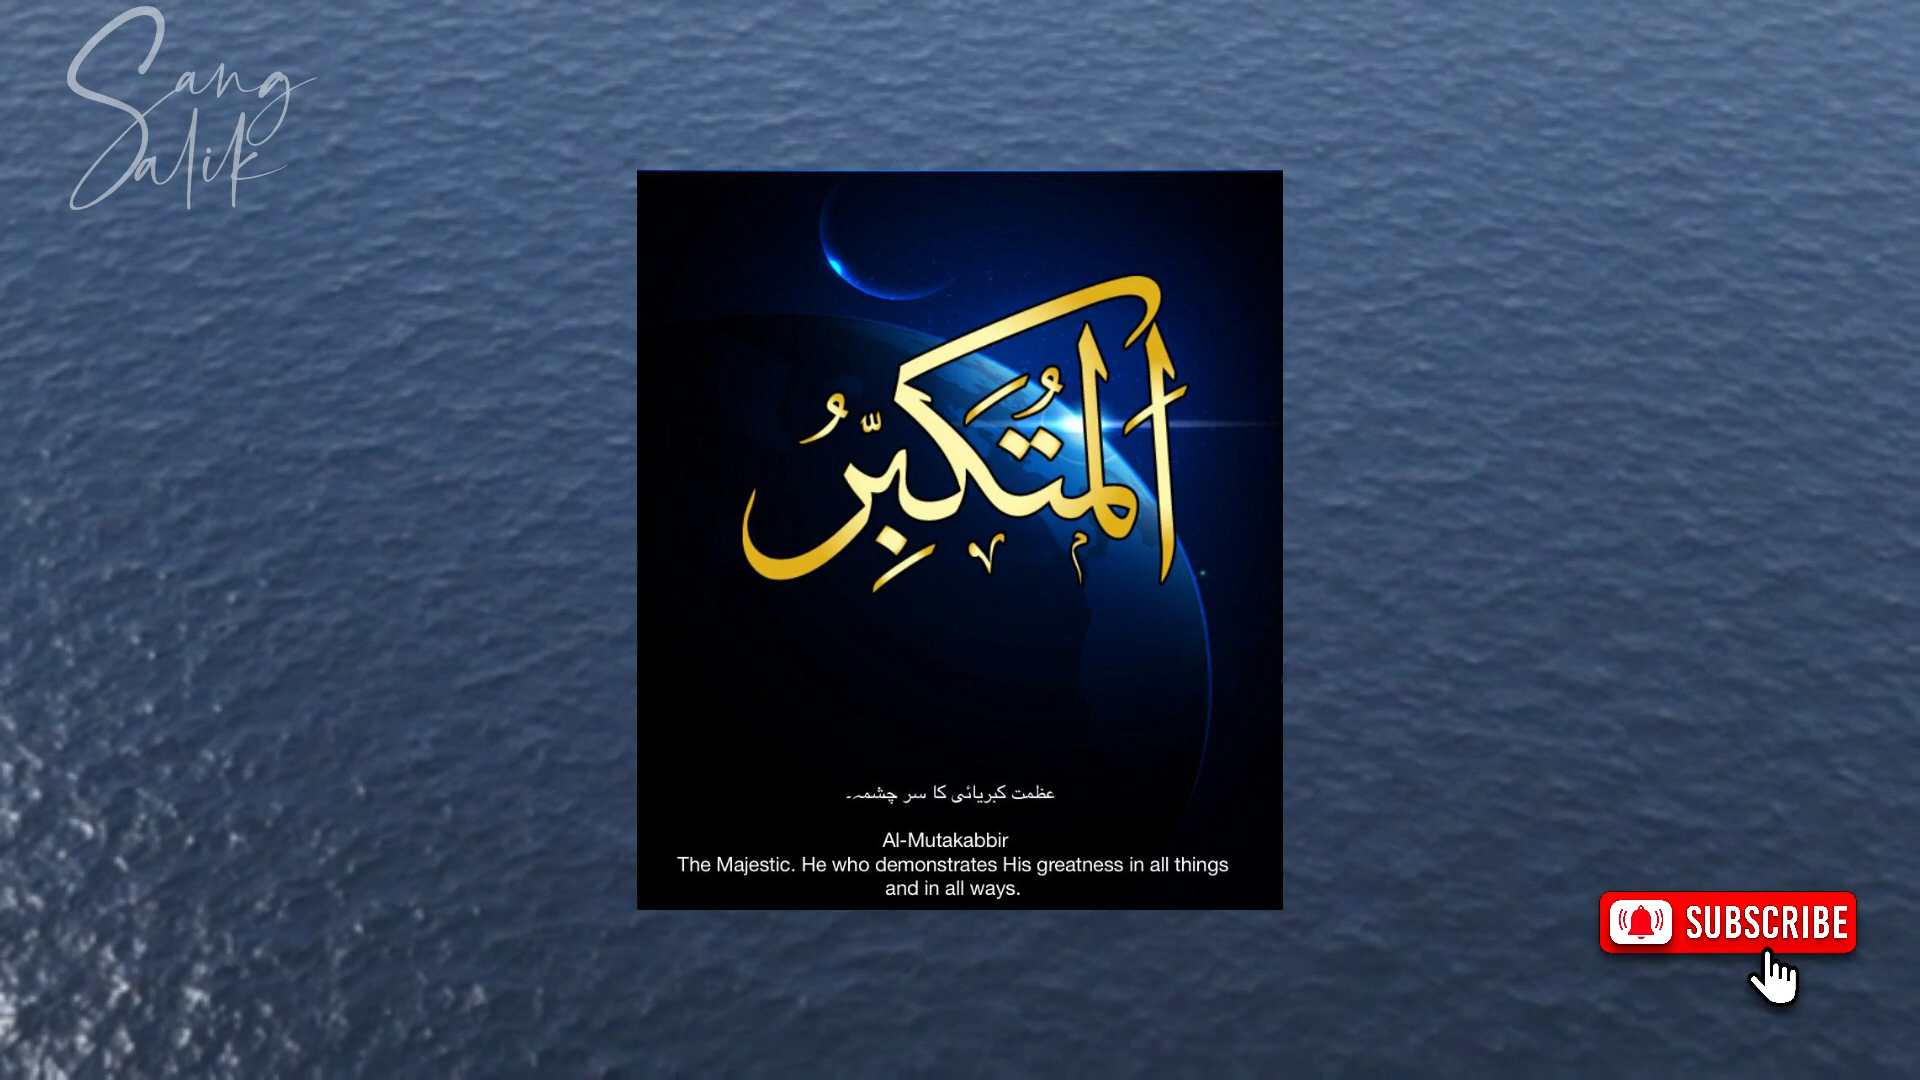 Sang
Salik
اَلْمُتَكَبِّرُ
عظمت کبریائی کا سر چشمہ۔
Al-Mutakabbir
The Majestic. He who demonstrates His greatness in all things
and in all ways.
SUBSCRIBE